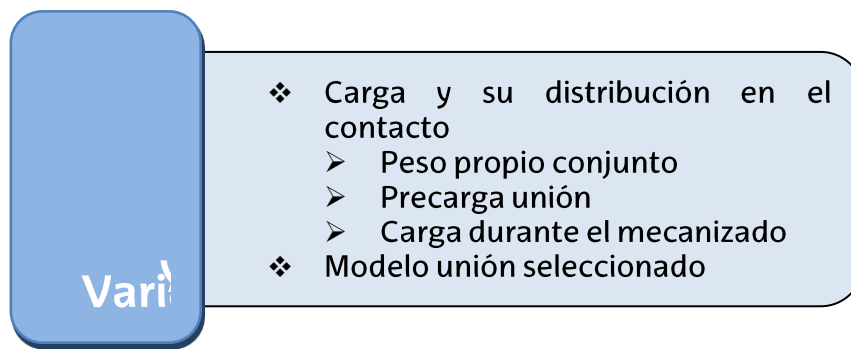 ❖ Carga y su distribución en el
contacto
➢ Peso propio conjunto
➢ Precarga unión
➢ Carga durante el mecanizado
❖ Modelo unión seleccionado